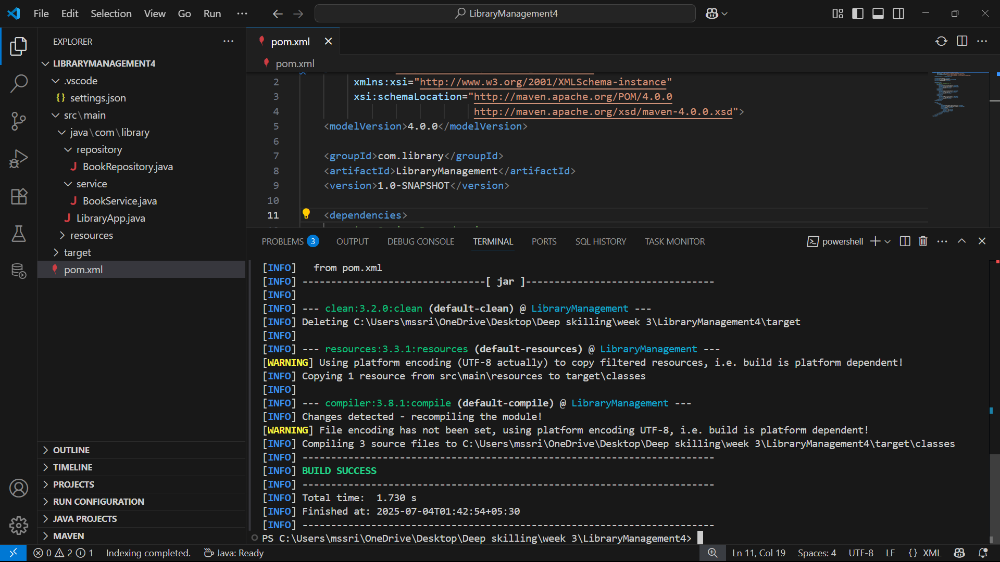 File Edit Selection View Go Run ··· LibraryManagement4
EXPLORER ···
LIBRARYMANAGEMENT4
.vscode
{} settings.json
src\main
java\com\library
repository
J BookRepository.java
service
J BookService.java
J LibraryApp.java
resources
target
pom.xml
OUTLINE
TIMELINE
PROJECTS
RUN CONFIGURATION
JAVA PROJECTS
MAVEN
pom.xml
pom.xml
2 xmlns:xsi="http://www.w3.org/2001/XMLSchema-instance"
3 xsi:schemaLocation="http://maven.apache.org/POM/4.0.0
4 http://maven.apache.org/xsd/maven-4.0.0.xsd">
5 <modelVersion>4.0.0</modelVersion>
6
7 <groupId>com.library</groupId>
8 <artifactId>LibraryManagement</artifactId>
9 <version>1.0-SNAPSHOT</version>
10
11 <dependencies>
PROBLEMS 3 OUTPUT DEBUG CONSOLE TERMINAL PORTS SQL HISTORY TASK MONITOR powershell
[INFO]   from pom.xml
[INFO] --------------------------------[ jar ]---------------------------------
[INFO]
[INFO] --- clean:3.2.0:clean (default-clean) @ LibraryManagement ---
[INFO] Deleting C:\Users\mssri\OneDrive\Desktop\Deep skilling\week 3\LibraryManagement4\target
[INFO]
[INFO] --- resources:3.3.1:resources (default-resources) @ LibraryManagement ---
[WARNING] Using platform encoding (UTF-8 actually) to copy filtered resources, i.e. build is platform dependent!
[INFO] Copying 1 resource from src\main\resources to target\classes
[INFO]
[INFO] --- compiler:3.8.1:compile (default-compile) @ LibraryManagement ---
[INFO] Changes detected - recompiling the module!
[WARNING] File encoding has not been set, using platform encoding UTF-8, i.e. build is platform dependent!
[INFO] Compiling 3 source files to C:\Users\mssri\OneDrive\Desktop\Deep skilling\week 3\LibraryManagement4\target\classes
[INFO] ------------------------------------------------------------------------
[INFO] BUILD SUCCESS
[INFO] ------------------------------------------------------------------------
[INFO] Total time:  1.730 s
[INFO] Finished at: 2025-07-04T01:42:54+05:30
[INFO] ------------------------------------------------------------------------
PS C:\Users\mssri\OneDrive\Desktop\Deep skilling\week 3\LibraryManagement4>
0 2 1 Indexing completed. Java: Ready Ln 11, Col 19 Spaces: 4 UTF-8 LF {} XML